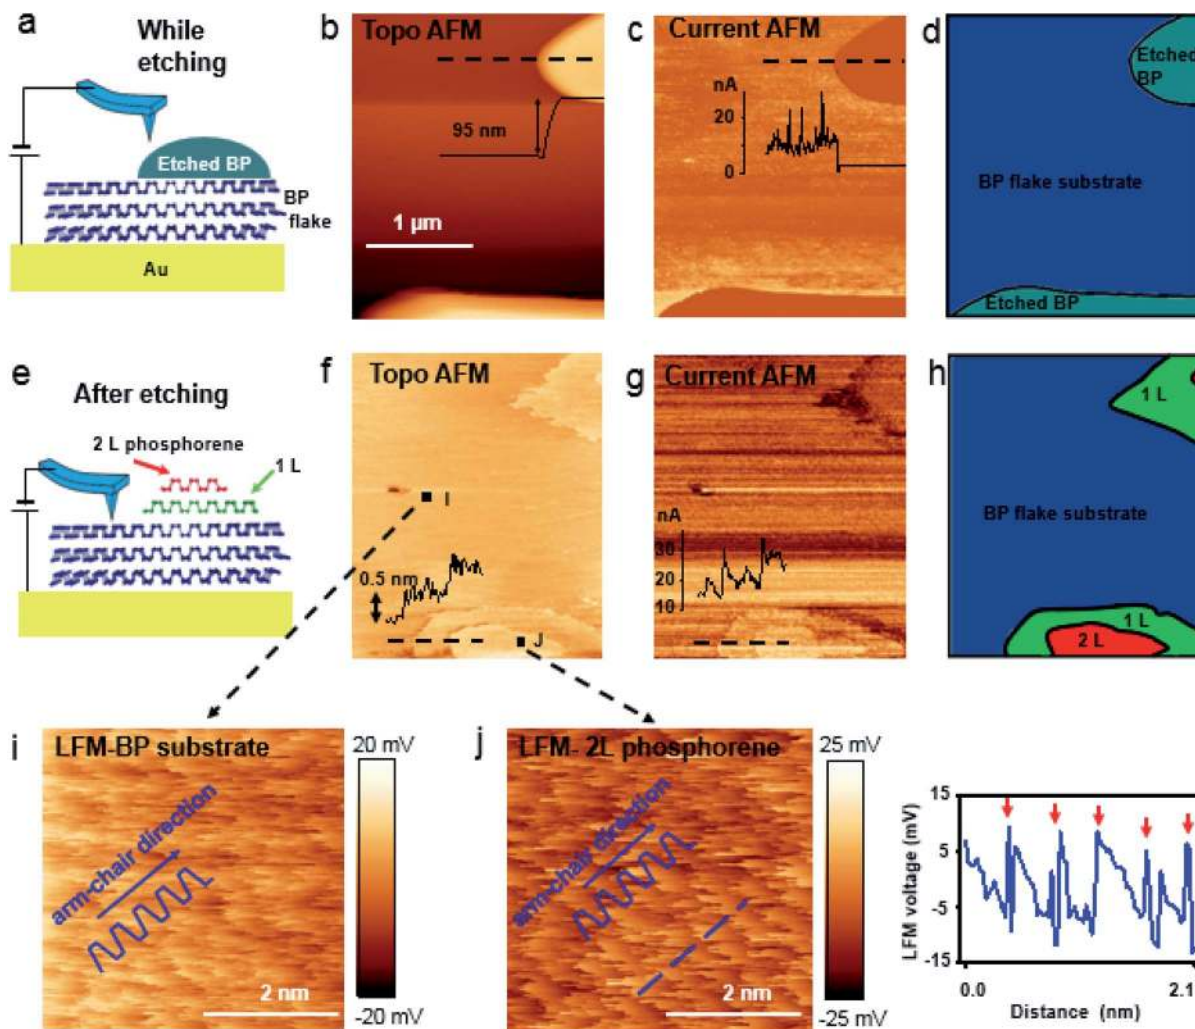 a
While
etching
Etched BP
BP
flake
Au
b
Topo AFM
95 nm
1 µm
c
Current AFM
nA
20
0
d
Etched
BP
BP flake substrate
Etched BP
e
After etching
2 L phosphorene
1 L
f
Topo AFM
I
0.5 nm
J
g
Current AFM
nA
30
20
10
h
1 L
BP flake substrate
1 L
2 L
i
LFM-BP substrate
arm-chair direction
2 nm
20 mV
-20 mV
j
LFM- 2L phosphorene
arm-chair direction
2 nm
25 mV
-25 mV
LFM voltage (mV)
15
5
-5
-15
0.0
2.1
Distance (nm)